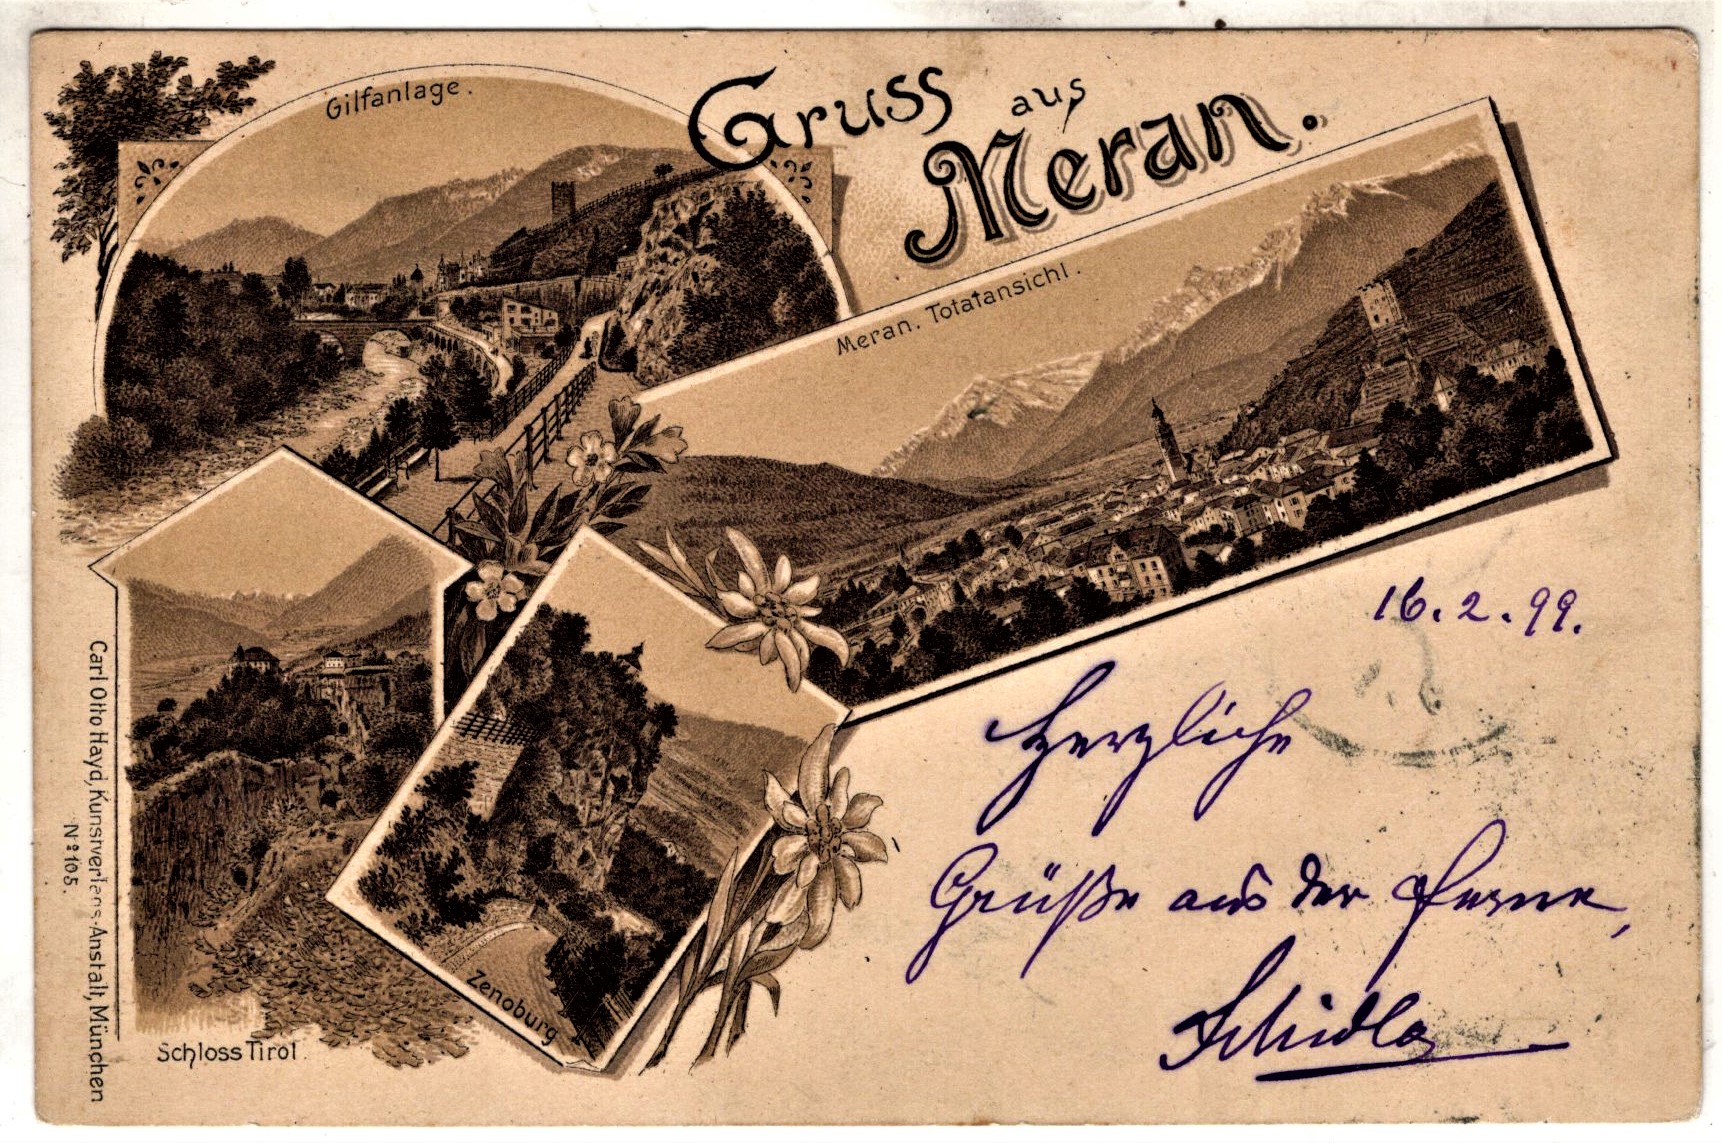 Gruss aus
Meran.
Gilfanlage.
Meran. Totalansicht.
16.2.99.
Herzliche
Grüße aus der Ferne,
Carl Otto Hayd, Kunstverlags-Anstalt, München
No 105.
Zenoburg
Schloss Tirol.